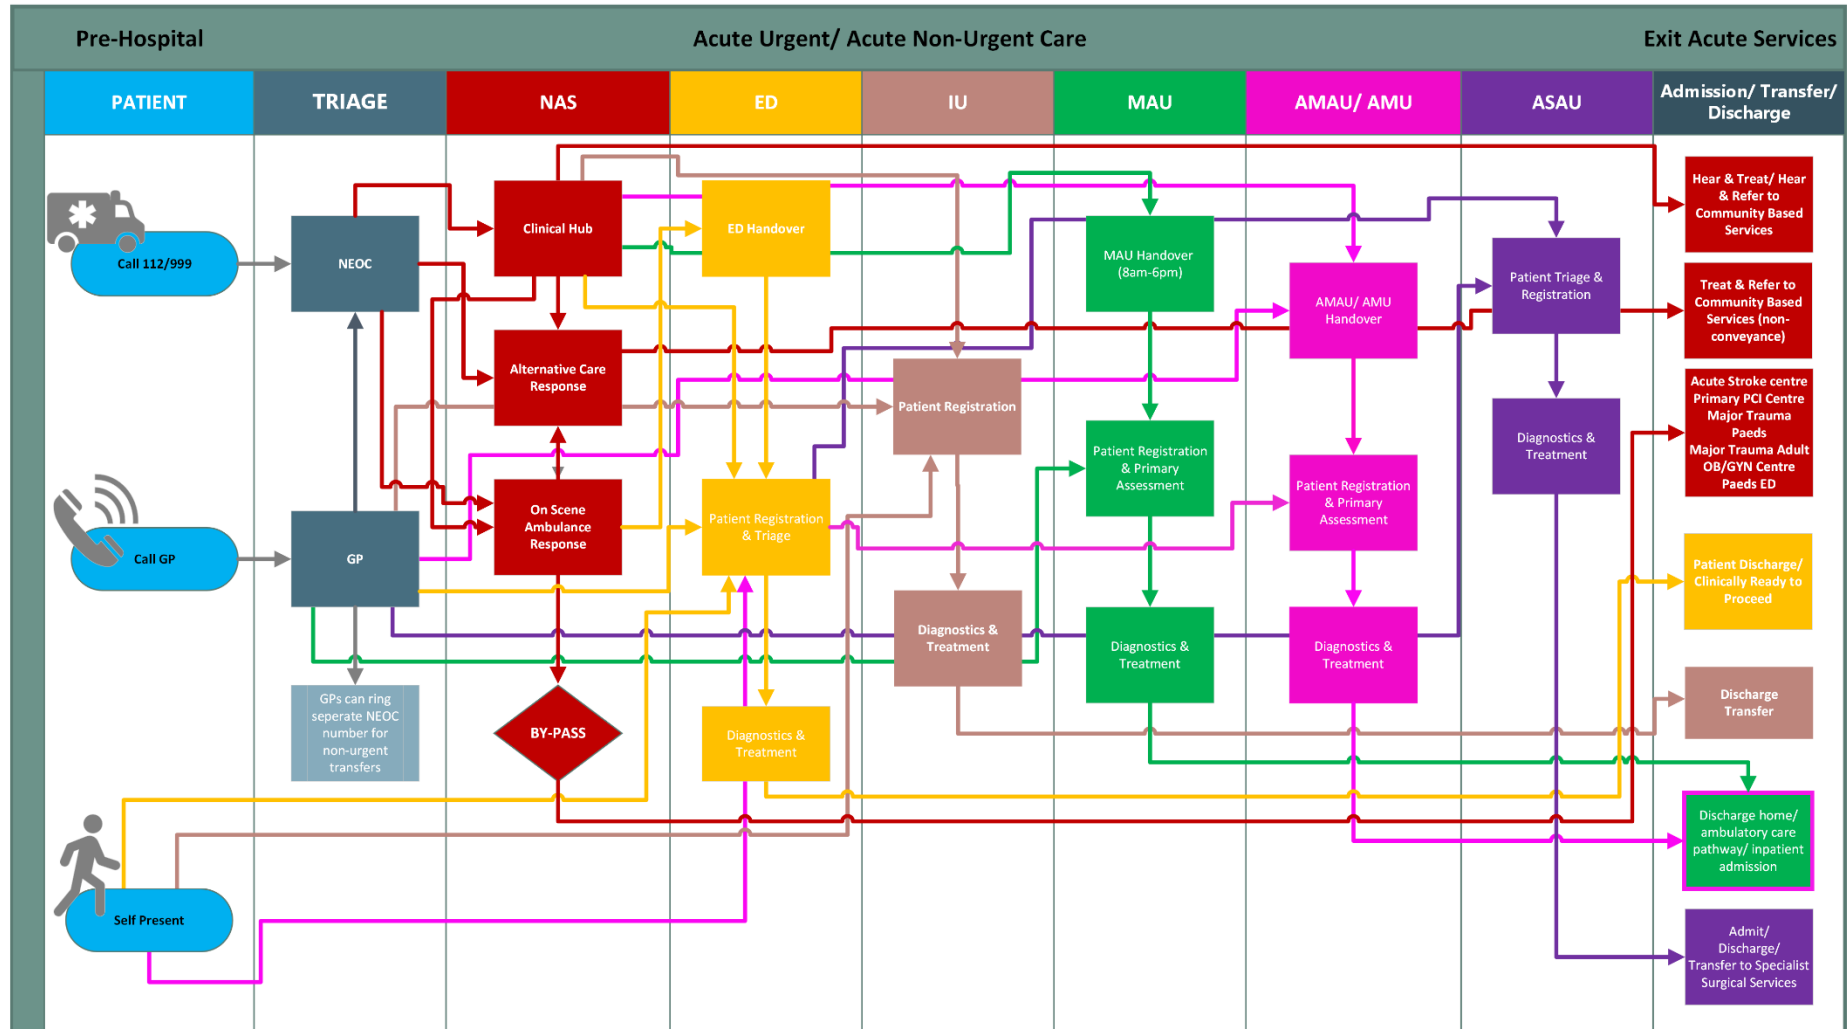 Pre-Hospital
Acute Urgent/ Acute Non-Urgent Care
Exit Acute Services
PATIENT
TRIAGE
NAS
ED
IU
MAU
AMAU/ AMU
ASAU
Admission/ Transfer/
Discharge
Call 112/999
Call GP
Self Present
NEOC
GP
GPs can ring
seperate NEOC
number for
non-urgent
transfers
Clinical Hub
Alternative Care
Response
On Scene
Ambulance
Response
BY-PASS
ED Handover
Patient Registration
& Triage
Diagnostics &
Treatment
Patient Registration
Diagnostics &
Treatment
MAU Handover
(8am-6pm)
Patient Registration
& Primary
Assessment
Diagnostics &
Treatment
AMAU/ AMU
Handover
Patient Registration
& Primary
Assessment
Diagnostics &
Treatment
Patient Triage &
Registration
Diagnostics &
Treatment
Hear & Treat/ Hear
& Refer to
Community Based
Services
Treat & Refer to
Community Based
Services (non-
conveyance)
Acute Stroke centre
Primary PCI Centre
Major Trauma
Paeds
Major Trauma Adult
OB/GYN Centre
Paeds ED
Patient Discharge/
Clinically Ready to
Proceed
Discharge
Transfer
Discharge home/
ambulatory care
pathway/ inpatient
admission
Admit/
Discharge/
Transfer to Specialist
Surgical Services